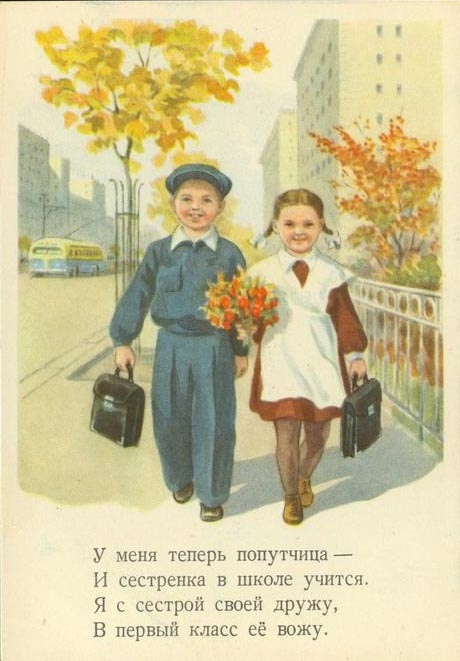 У меня теперь попутчица —
И сестренка в школе учится.
Я с сестрой своей дружу,
В первый класс её вожу.